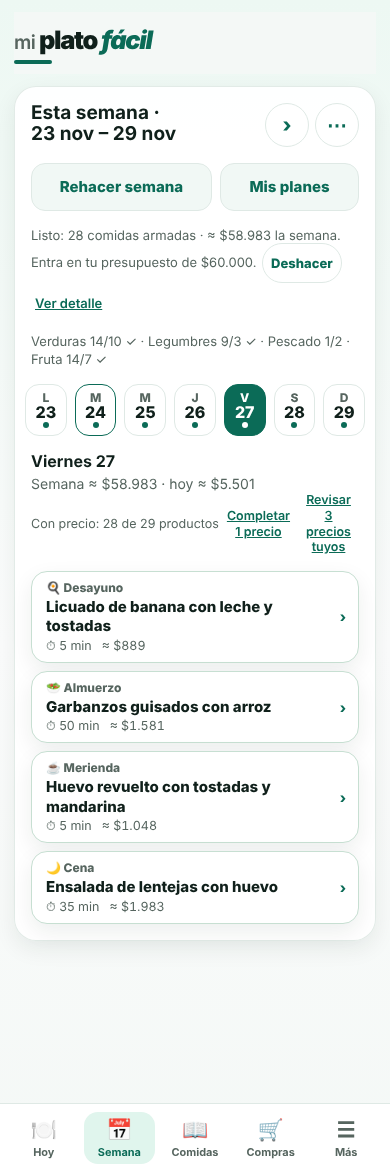 mi plato fácil
Esta semana ·
23 nov – 29 nov
›
⋯
Rehacer semana
Mis planes
Listo: 28 comidas armadas · ≈ $58.983 la semana.
Entra en tu presupuesto de $60.000.
Deshacer
Ver detalle
Verduras 14/10 ✓ · Legumbres 9/3 ✓ · Pescado 1/2 ·
Fruta 14/7 ✓
L M M J V S D
23 24 25 26 27 28 29
Viernes 27
Semana ≈ $58.983 · hoy ≈ $5.501
Con precio: 28 de 29 productos
Completar
1 precio
Revisar
3
precios
tuyos
🍳 Desayuno
Licuado de banana con leche y
tostadas
›
⏱ 5 min ≈ $889
🥗 Almuerzo
Garbanzos guisados con arroz
›
⏱ 50 min ≈ $1.581
☕ Merienda
Huevo revuelto con tostadas y
mandarina
›
⏱ 5 min ≈ $1.048
🌙 Cena
Ensalada de lentejas con huevo
›
⏱ 35 min ≈ $1.983
Hoy
Semana
Comidas
Compras
Más